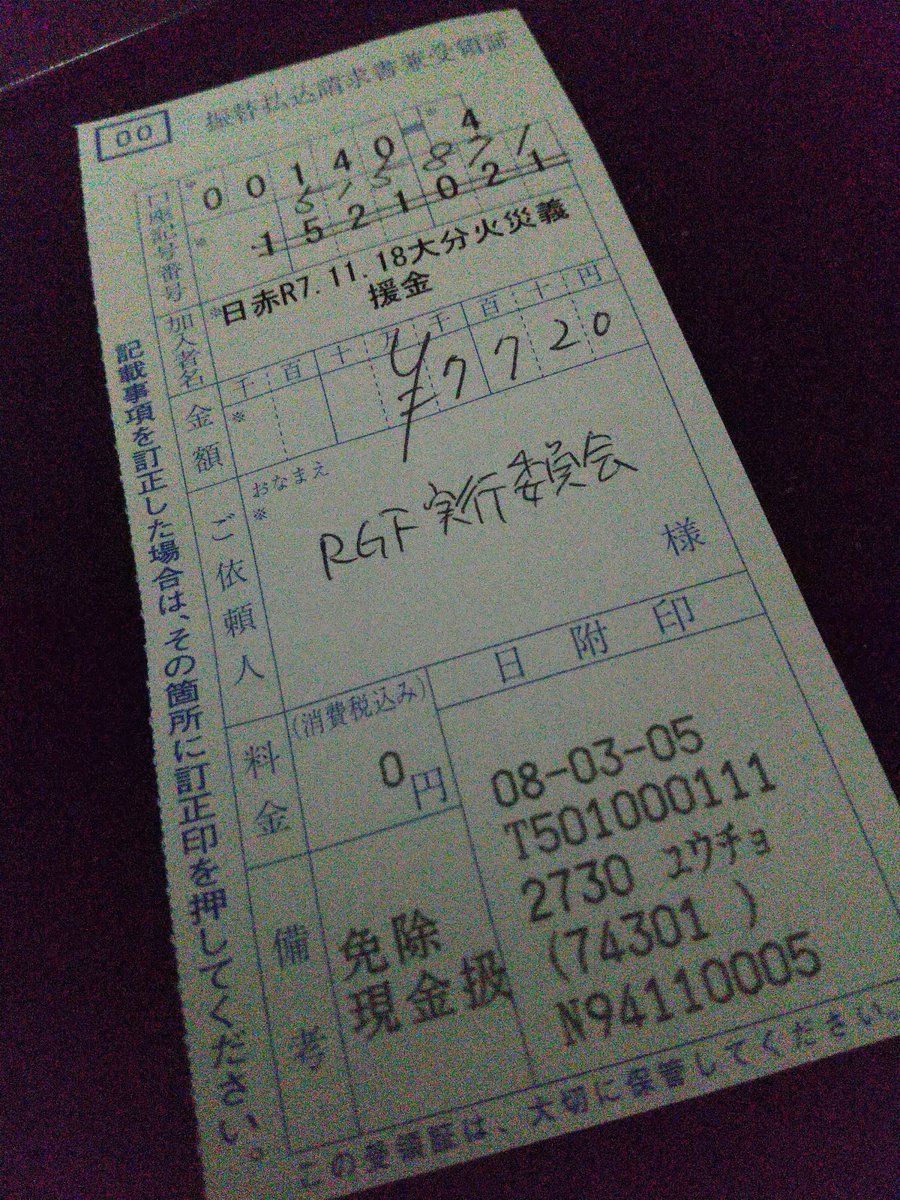 振替払込請求書兼受領証
00
口座記号番号
00140 4
515871
1521021
加入者名
日赤R7.11.18大分火災義
援金
金額
千百十万千百十円
¥7720
ご依頼人
おなまえ
RGF実行委員会
様
料金
(消費税込み)
0円
日附印
08-03-05
T501000111
2730 ユウチョ
(74301 )
N94110005
備考
免除
現金扱
記載事項を訂正した場合は、その箇所に訂正印を押してください。
この受領証は、大切に保管してください。